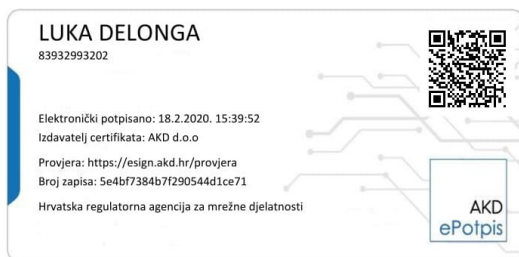 LUKA DELONGA
83932993202
Elektronički potpisano: 18.2.2020. 15:39:52
Izdavatelj certifikata: AKD d.o.o
Provjera: https://esign.akd.hr/provjera
Broj zapisa: 5e4bf7384b7f290544d1ce71
Hrvatska regulatorna agencija za mrežne djelatnosti
AKD
ePotpis